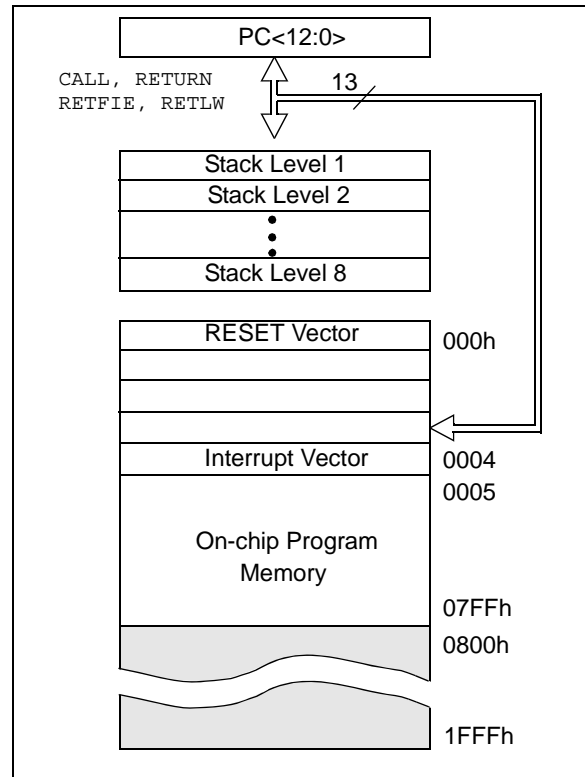 PC<12:0>
CALL, RETURN
RETFIE, RETLW
13
Stack Level 1
Stack Level 2
Stack Level 8
RESET Vector
000h
Interrupt Vector
0004
0005
On-chip Program
Memory
07FFh
0800h
1FFFh